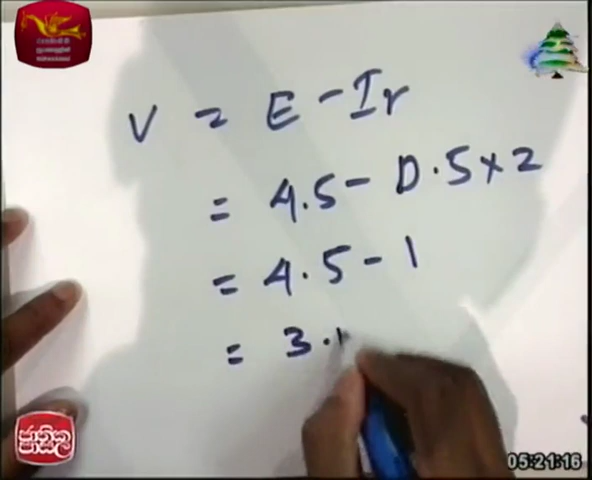 V = E - Ir
= 4.5 - 0.5 x 2
= 4.5 - 1
= 3.
ජාතික
05:21:16